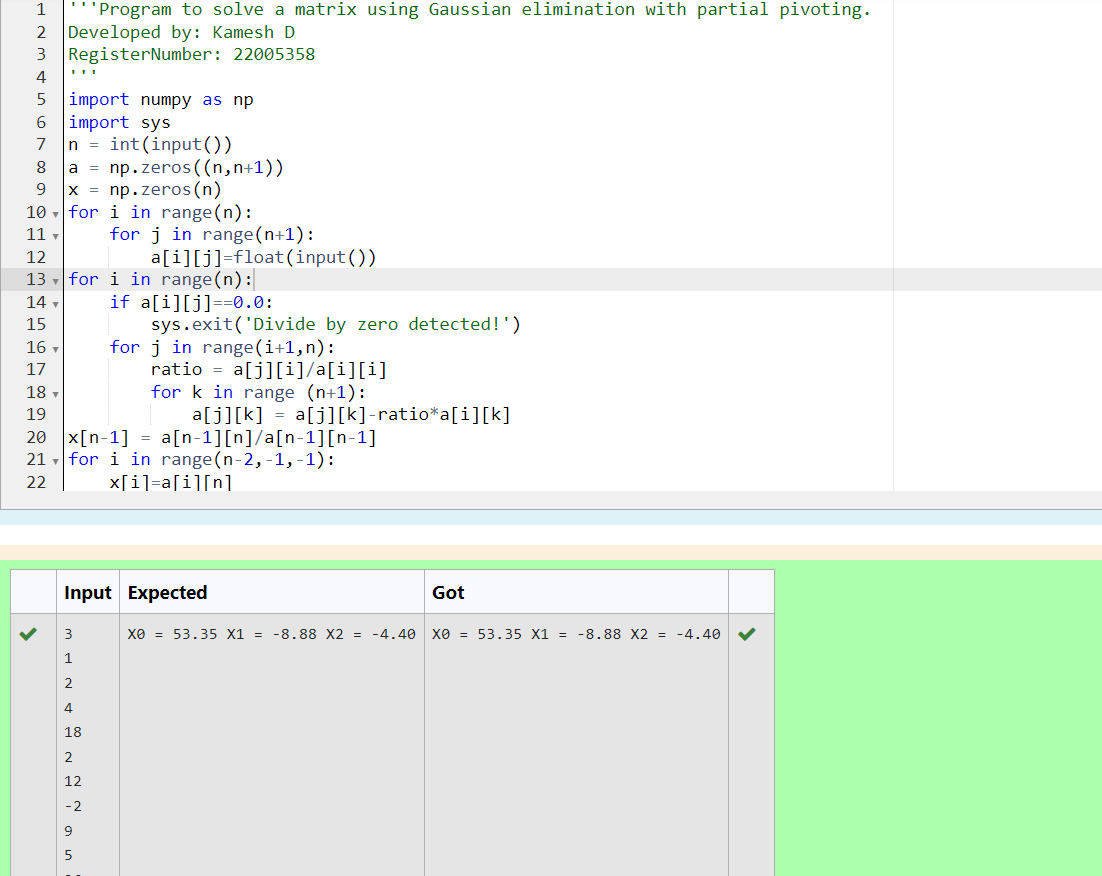 1 '''Program to solve a matrix using Gaussian elimination with partial pivoting.
2 Developed by: Kamesh D
3 RegisterNumber: 22005358
4 '''
5 import numpy as np
6 import sys
7 n = int(input())
8 a = np.zeros((n,n+1))
9 x = np.zeros(n)
10 for i in range(n):
11     for j in range(n+1):
12         a[i][j]=float(input())
13 for i in range(n):
14     if a[i][j]==0.0:
15         sys.exit('Divide by zero detected!')
16     for j in range(i+1,n):
17         ratio = a[j][i]/a[i][i]
18         for k in range (n+1):
19             a[j][k] = a[j][k]-ratio*a[i][k]
20 x[n-1] = a[n-1][n]/a[n-1][n-1]
21 for i in range(n-2,-1,-1):
22     x[i]=a[i][n]
Input Expected Got
3 X0 = 53.35 X1 = -8.88 X2 = -4.40 X0 = 53.35 X1 = -8.88 X2 = -4.40
1
2
4
18
2
12
-2
9
5